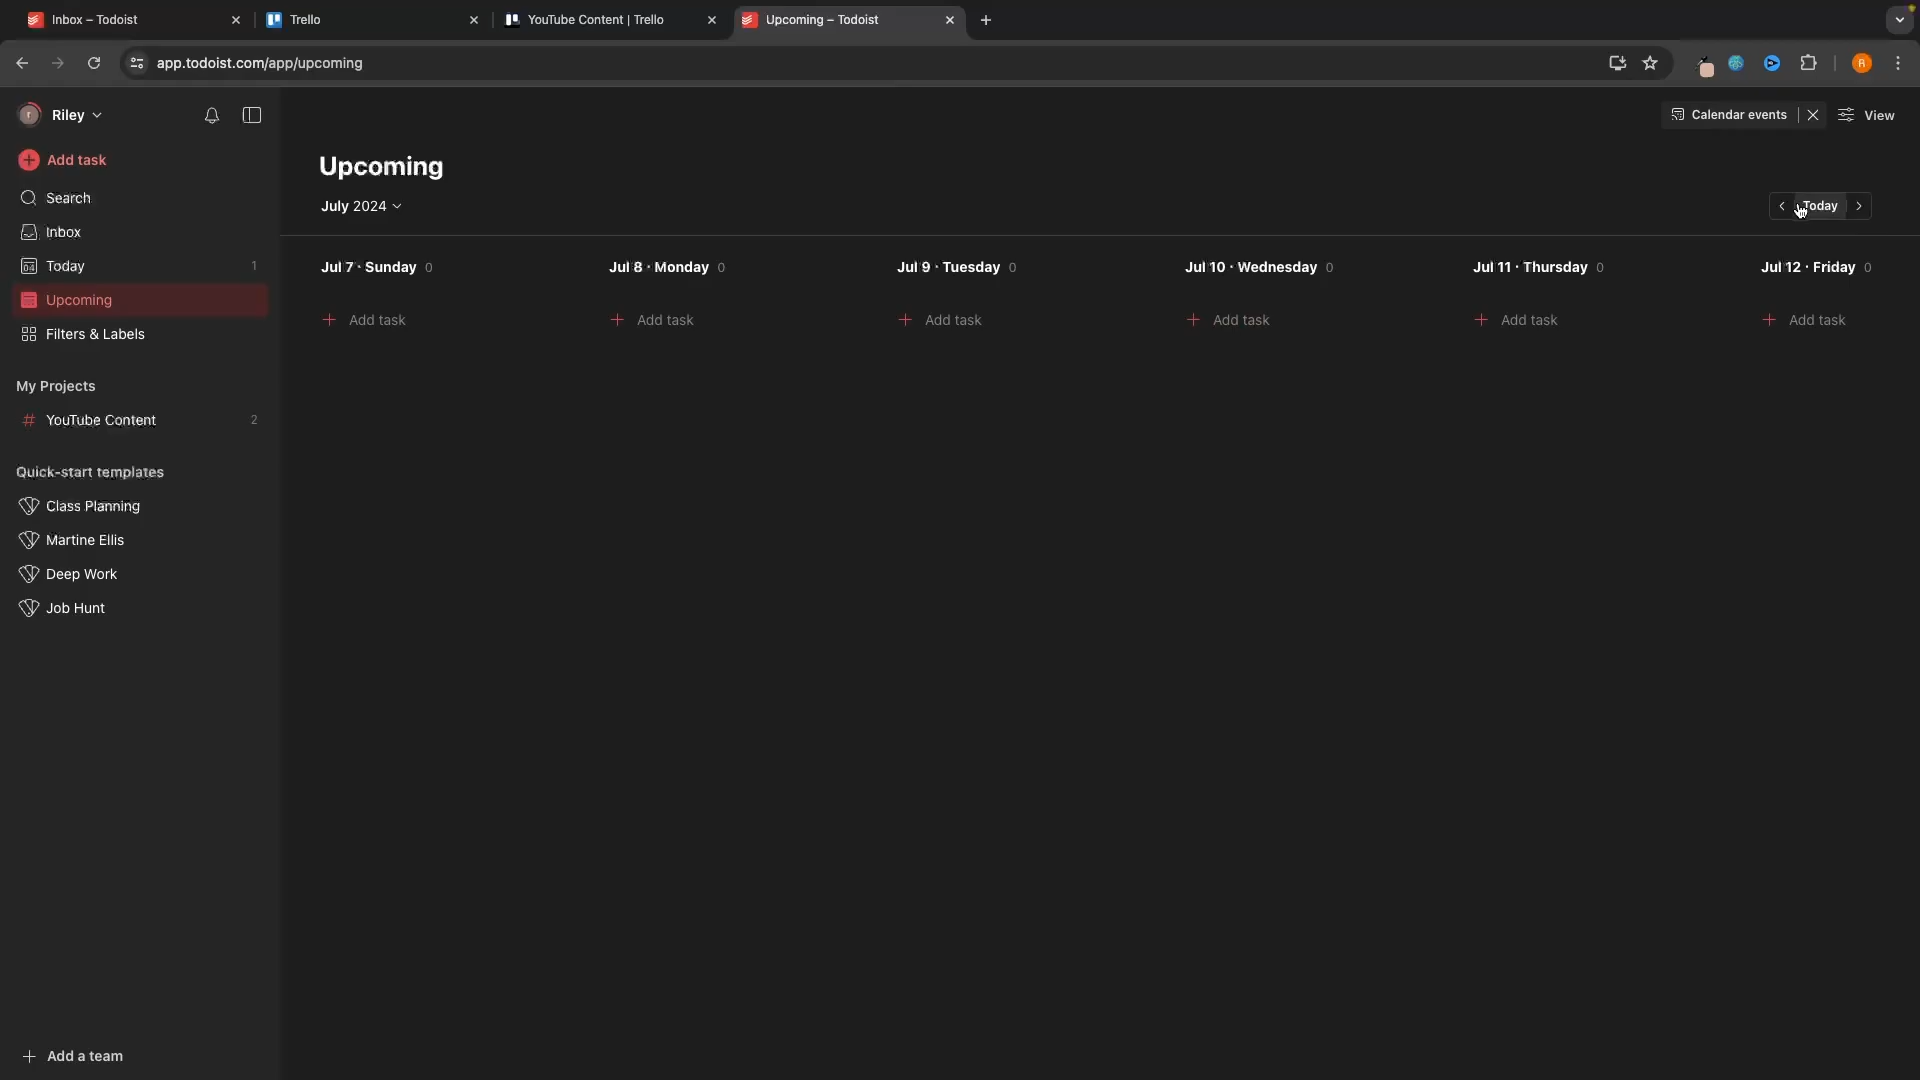 Inbox – Todoist
Trello
YouTube Content | Trello
Upcoming – Todoist
app.todoist.com/app/upcoming
R
r
Riley
Calendar events
View
Add task
Upcoming
Search
July 2024
Today
Inbox
04
Today 1
Jul 7 · Sunday 0
Jul 8 · Monday 0
Jul 9 · Tuesday 0
Jul 10 · Wednesday 0
Jul 11 · Thursday 0
Jul 12 · Friday 0
Upcoming
Add task
Add task
Add task
Add task
Add task
Add task
Filters & Labels
My Projects
# YouTube Content 2
Quick-start templates
Class Planning
Martine Ellis
Deep Work
Job Hunt
Add a team